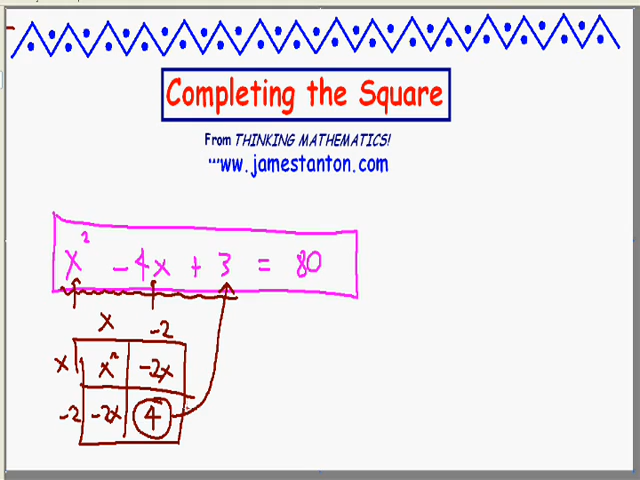 Completing the Square
From THINKING MATHEMATICS!
www.jamestanton.com
x² - 4x + 3 = 80
x -2
x x² -2x
-2 -2x 4